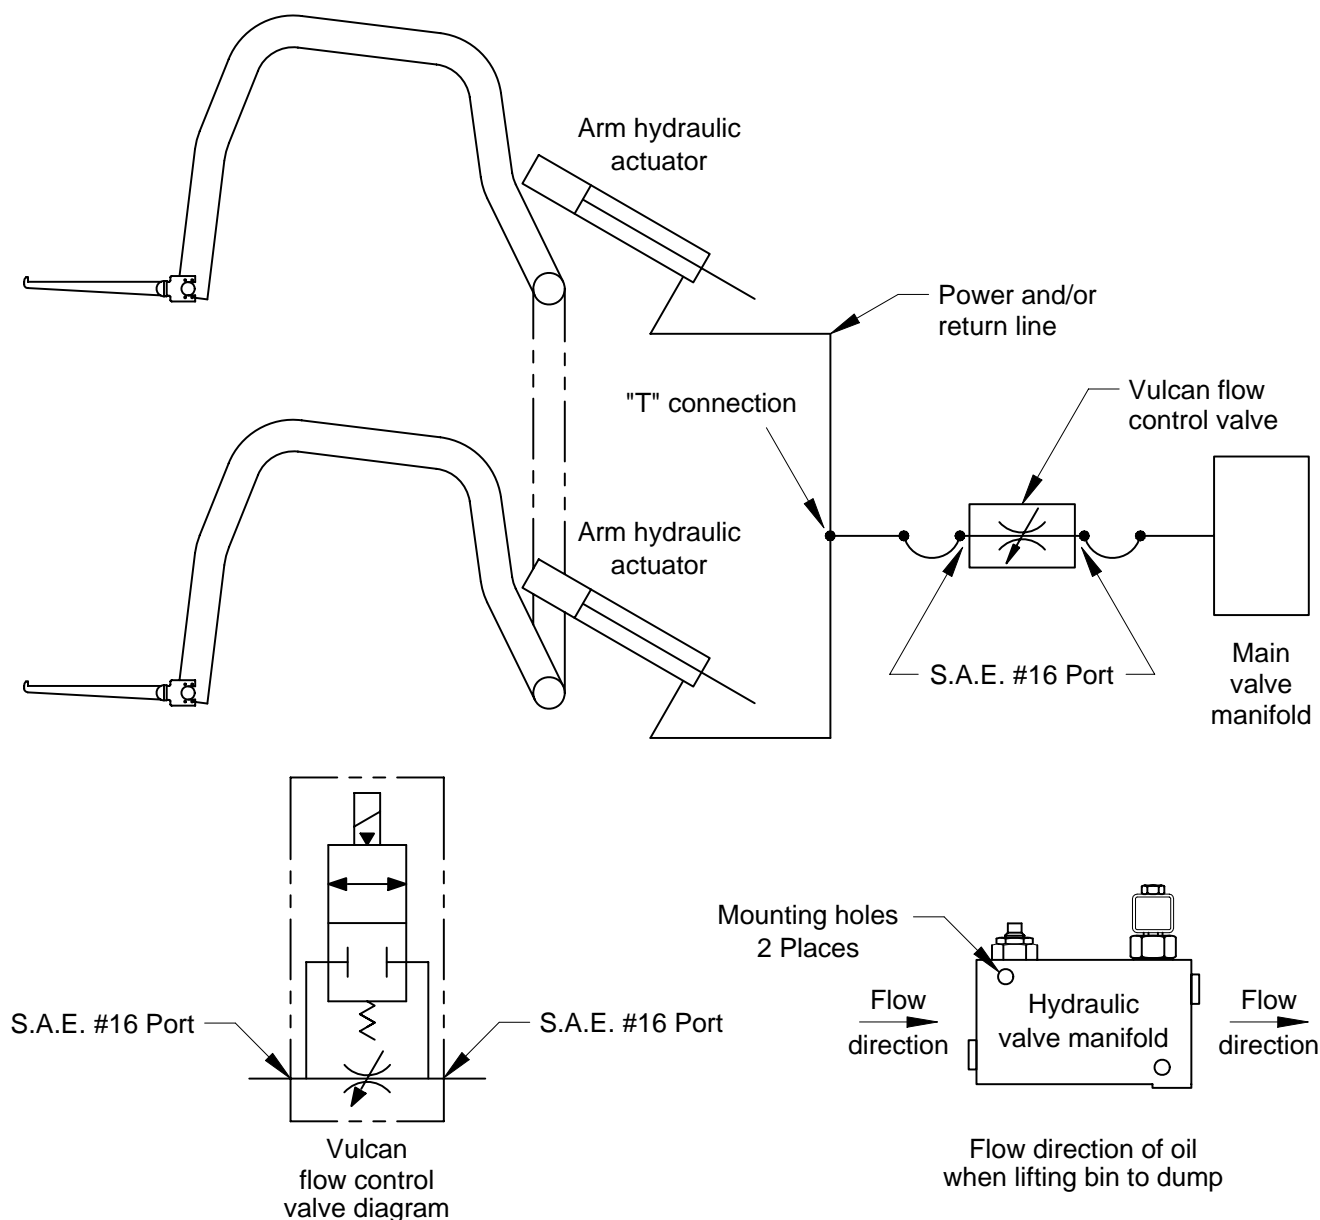 Arm hydraulic
actuator
Power and/or
return line
"T" connection
Vulcan flow
control valve
Arm hydraulic
actuator
S.A.E. #16 Port
Main
valve
manifold
S.A.E. #16 Port
S.A.E. #16 Port
Vulcan
flow control
valve diagram
Mounting holes
2 Places
Flow
direction
Hydraulic
valve manifold
Flow
direction
Flow direction of oil
when lifting bin to dump